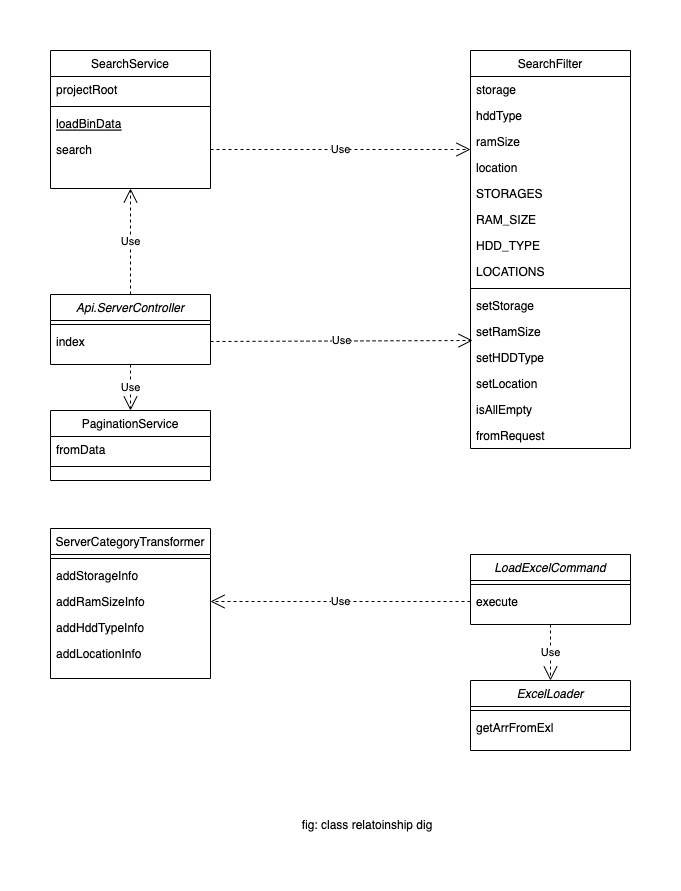 SearchService
projectRoot
loadBinData
search
Use
SearchFilter
storage
hddType
ramSize
location
STORAGES
RAM_SIZE
HDD_TYPE
LOCATIONS
setStorage
setRamSize
setHDDType
setLocation
isAllEmpty
fromRequest
Use
Api.ServerController
index
Use
Use
PaginationService
fromData
ServerCategoryTransformer
addStorageInfo
addRamSizeInfo
addHddTypeInfo
addLocationInfo
Use
LoadExcelCommand
execute
Use
ExcelLoader
getArrFromExl
fig: class relatoinship dig